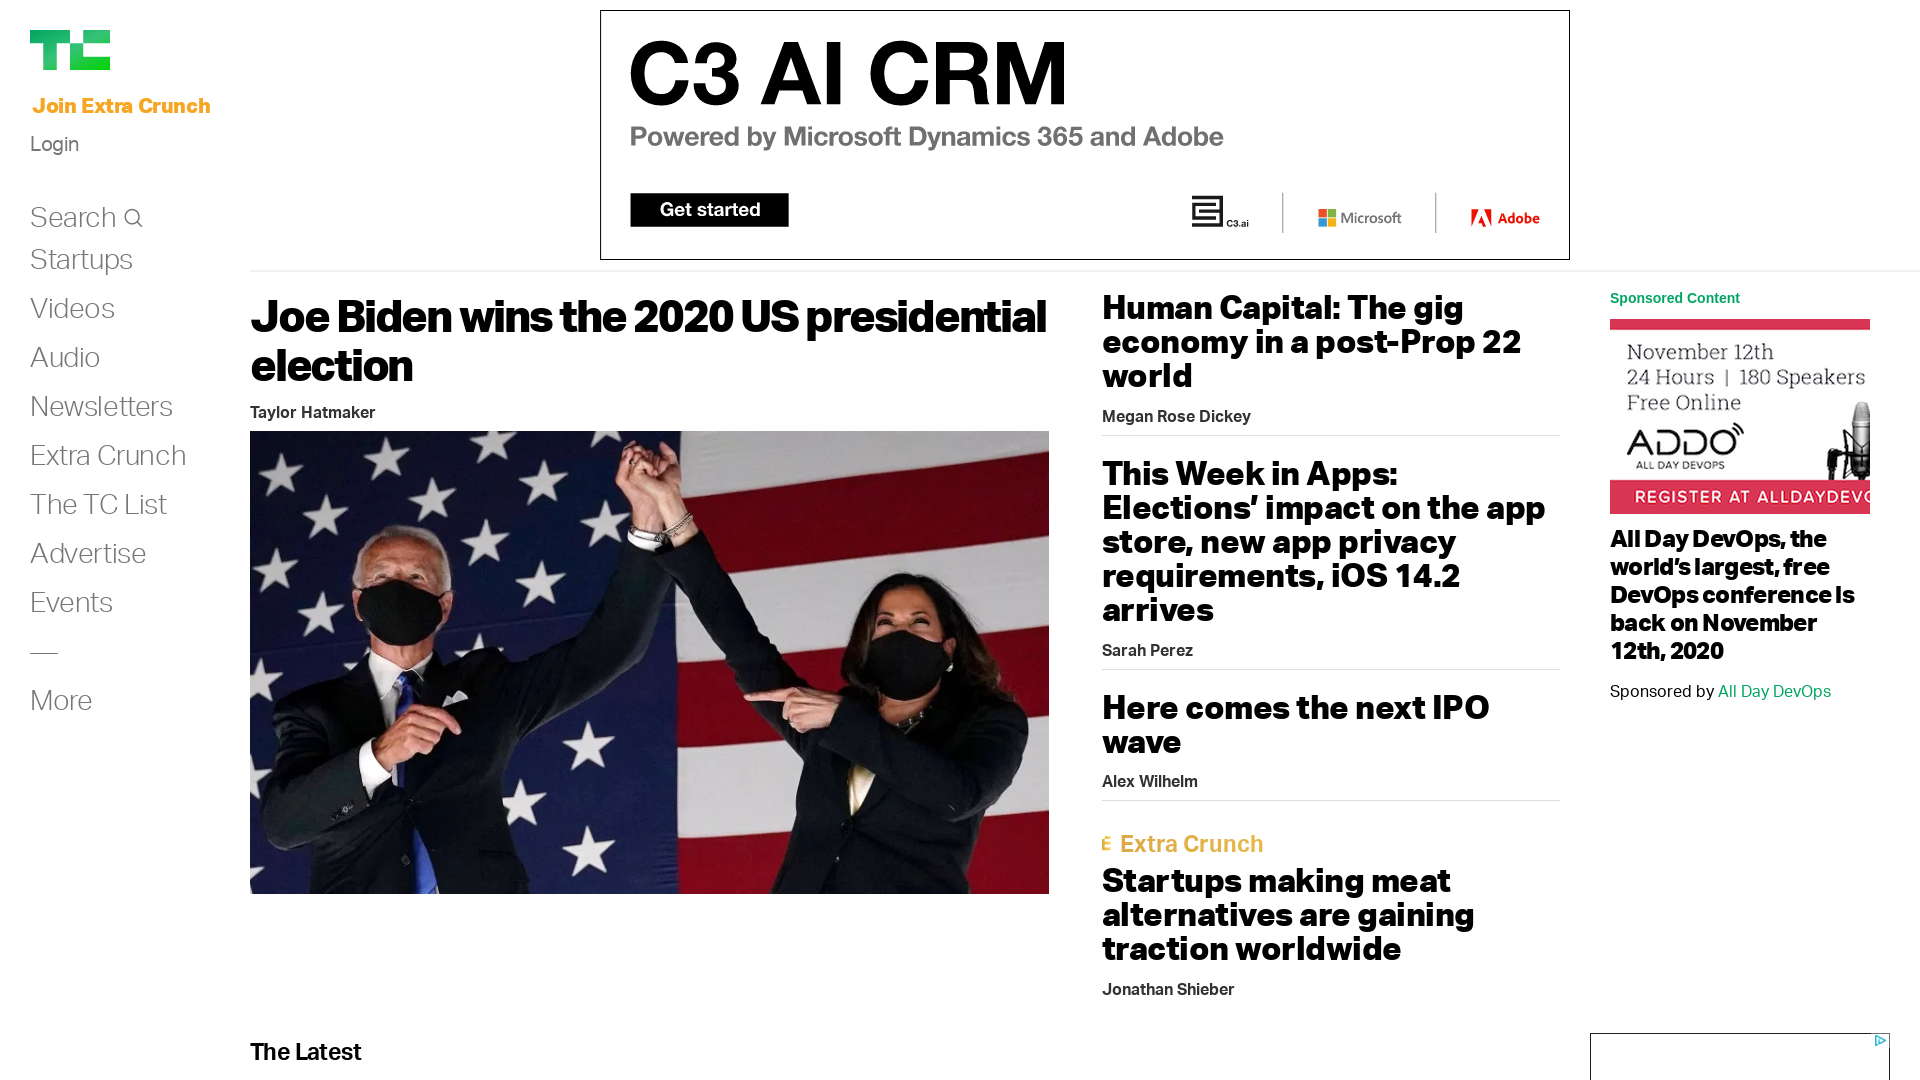 TC
Join Extra Crunch
Login
Search
Startups
Videos
Audio
Newsletters
Extra Crunch
The TC List
Advertise
Events
—
More
C3 AI CRM
Powered by Microsoft Dynamics 365 and Adobe
Get started
C3.ai
Microsoft
Adobe
Joe Biden wins the 2020 US presidential
election
Taylor Hatmaker
Human Capital: The gig
economy in a post-Prop 22
world
Megan Rose Dickey
This Week in Apps:
Elections’ impact on the app
store, new app privacy
requirements, iOS 14.2
arrives
Sarah Perez
Here comes the next IPO
wave
Alex Wilhelm
Extra Crunch
Startups making meat
alternatives are gaining
traction worldwide
Jonathan Shieber
Sponsored Content
November 12th
24 Hours | 180 Speakers
Free Online
ADDO
ALL DAY DEVOPS
REGISTER AT ALLDAYDEVO
All Day DevOps, the
world’s largest, free
DevOps conference Is
back on November
12th, 2020
Sponsored by All Day DevOps
The Latest